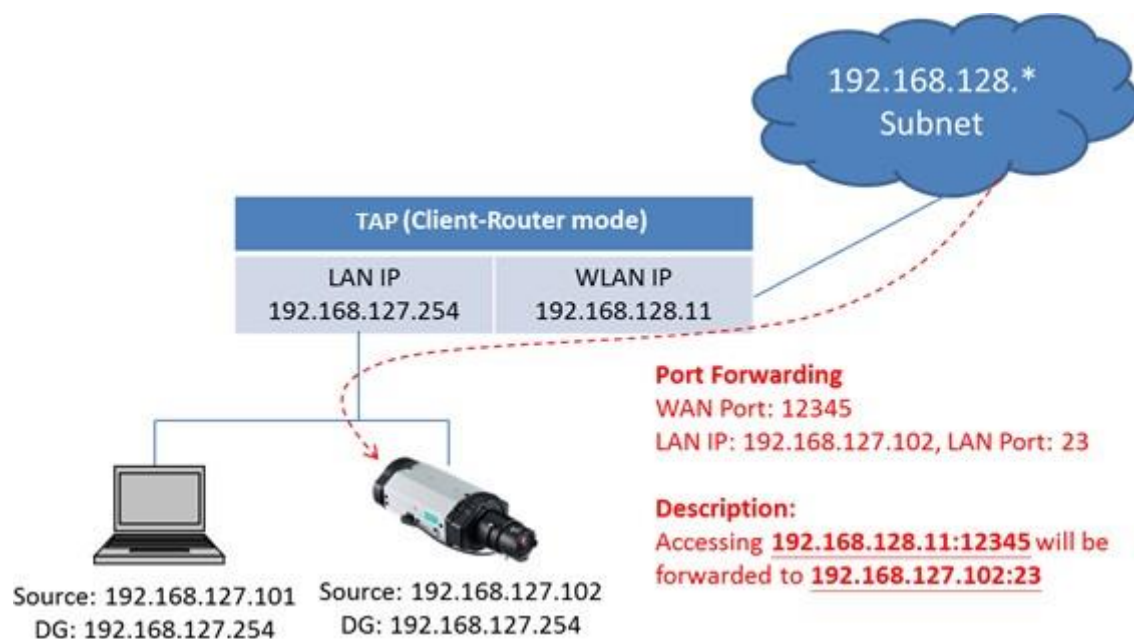 192.168.128.*
Subnet
TAP (Client-Router mode)
LAN IP
192.168.127.254
WLAN IP
192.168.128.11
Port Forwarding
WAN Port: 12345
LAN IP: 192.168.127.102, LAN Port: 23
Description:
Accessing 192.168.128.11:12345 will be
forwarded to 192.168.127.102:23
Source: 192.168.127.101
DG: 192.168.127.254
Source: 192.168.127.102
DG: 192.168.127.254